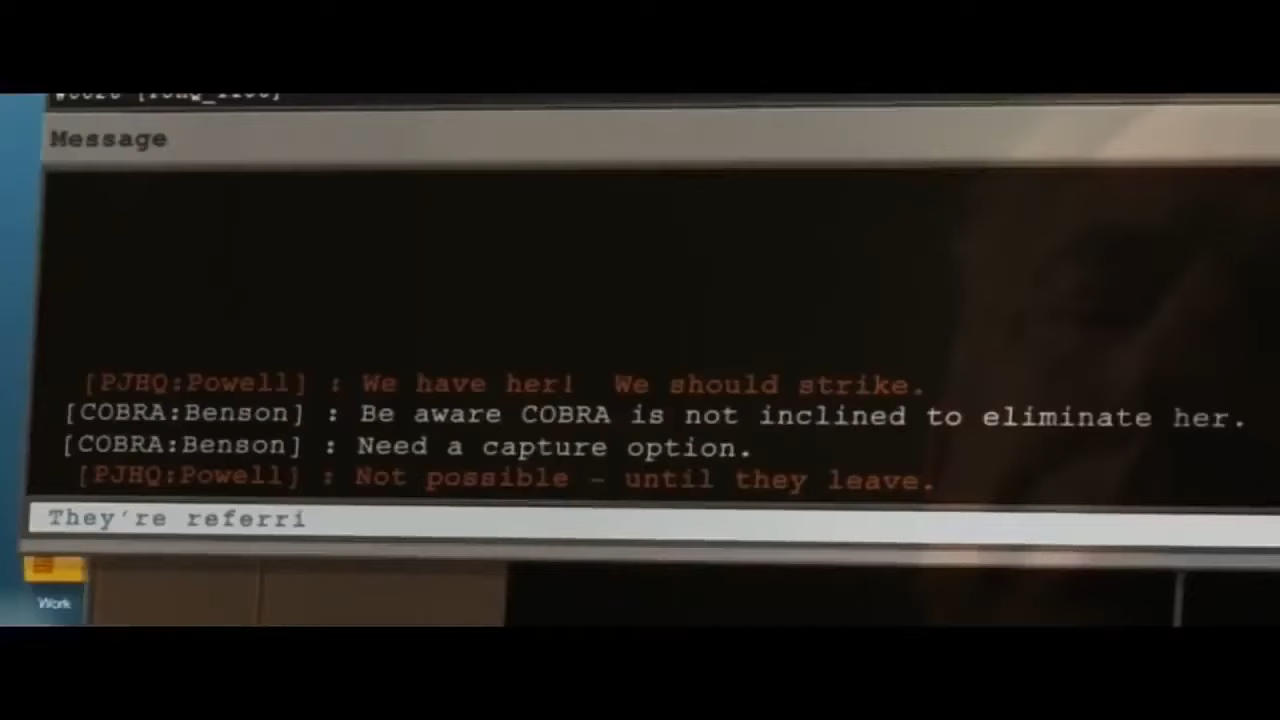 Message
[PJHQ:Powell] : We have her!  We should strike.
[COBRA:Benson] : Be aware COBRA is not inclined to eliminate her.
[COBRA:Benson] : Need a capture option.
[PJHQ:Powell] : Not possible - until they leave.
They're referri
Work